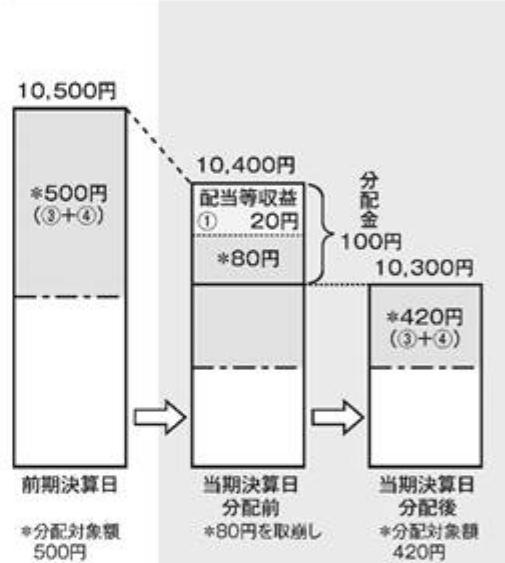 10,500円
*500円
(③+④)
前期決算日
*分配対象額
500円
10,400円
配当等収益
① 20円
*80円
分配金
100円
当期決算日
分配前
*80円を取崩し
10,300円
*420円
(③+④)
当期決算日
分配後
*分配対象額
420円